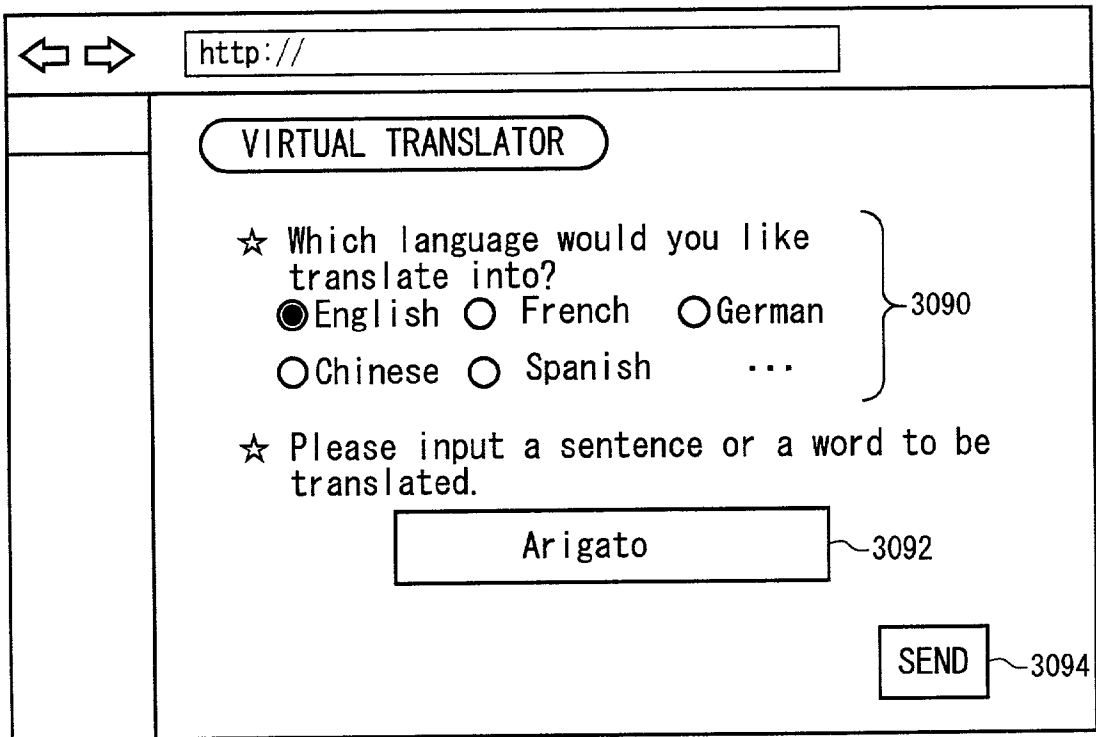 http://
VIRTUAL TRANSLATOR
☆ Which language would you like
translate into?
English French German
3090
Chinese Spanish ...
☆ Please input a sentence or a word to be
translated.
Arigato
3092
SEND
3094